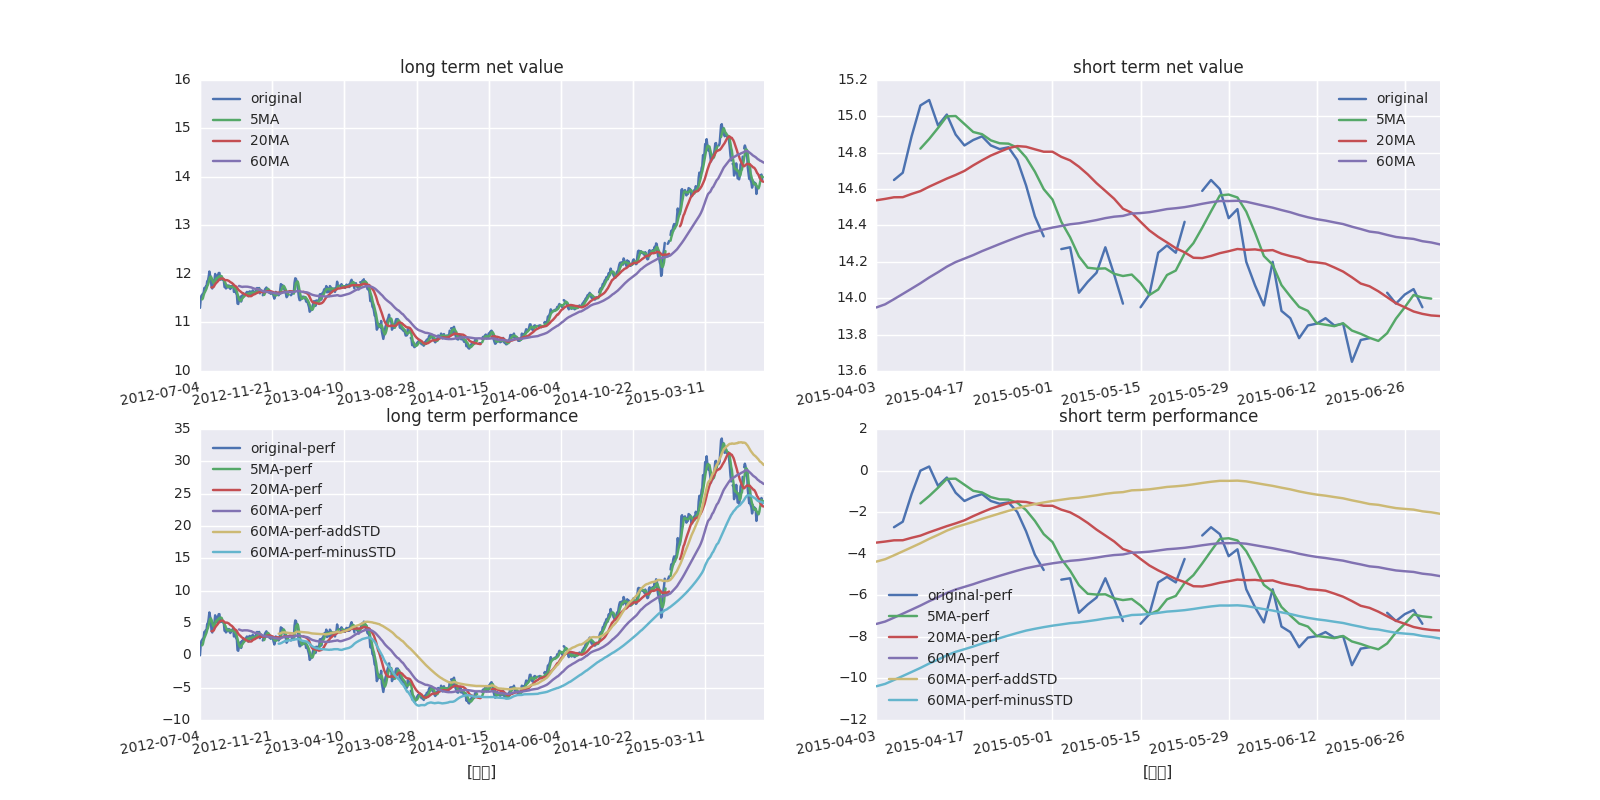 long term net value
16
15
14
13
12
11
10
original
5MA
20MA
60MA
2012-07-04
2012-11-21
2013-04-10
2013-08-28
2014-01-15
2014-06-04
2014-10-22
2015-03-11
short term net value
15.2
15.0
14.8
14.6
14.4
14.2
14.0
13.8
13.6
original
5MA
20MA
60MA
2015-04-03
2015-04-17
2015-05-01
2015-05-15
2015-05-29
2015-06-12
2015-06-26
long term performance
35
30
25
20
15
10
5
0
−5
−10
original-perf
5MA-perf
20MA-perf
60MA-perf
60MA-perf-addSTD
60MA-perf-minusSTD
2012-07-04
2012-11-21
2013-04-10
2013-08-28
2014-01-15
2014-06-04
2014-10-22
2015-03-11
short term performance
2
0
−2
−4
−6
−8
−10
−12
original-perf
5MA-perf
20MA-perf
60MA-perf
60MA-perf-addSTD
60MA-perf-minusSTD
2015-04-03
2015-04-17
2015-05-01
2015-05-15
2015-05-29
2015-06-12
2015-06-26